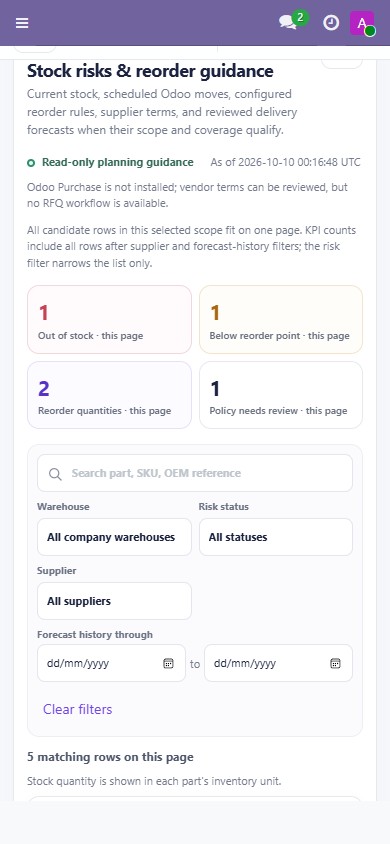 2
A
Stock risks & reorder guidance
Current stock, scheduled Odoo moves, configured
reorder rules, supplier terms, and reviewed delivery
forecasts when their scope and coverage qualify.
Read-only planning guidance As of 2026-10-10 00:16:48 UTC
Odoo Purchase is not installed; vendor terms can be reviewed, but
no RFQ workflow is available.
All candidate rows in this selected scope fit on one page. KPI counts
include all rows after supplier and forecast-history filters; the risk
filter narrows the list only.
1
Out of stock · this page
1
Below reorder point · this page
2
Reorder quantities · this page
1
Policy needs review · this page
Search part, SKU, OEM reference
Warehouse
All company warehouses
Risk status
All statuses
Supplier
All suppliers
Forecast history through
dd/mm/yyyy to dd/mm/yyyy
Clear filters
5 matching rows on this page
Stock quantity is shown in each part's inventory unit.